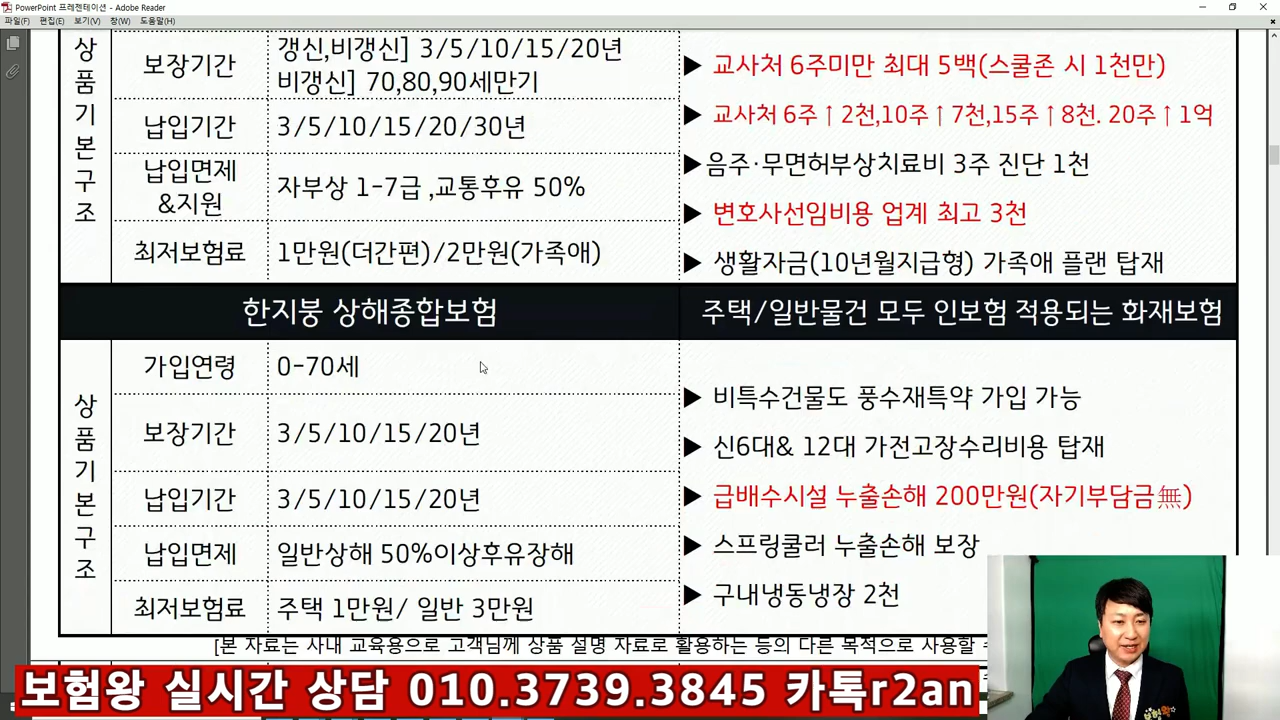 PowerPoint 프레젠테이션 - Adobe Reader
파일(F) 편집(E) 보기(V) 창(W) 도움말(H)
상품기본구조
보장기간
갱신,비갱신] 3/5/10/15/20년
비갱신] 70,80,90세만기
납입기간
3/5/10/15/20/30년
납입면제
&지원
자부상 1-7급 ,교통후유 50%
최저보험료
1만원(더간편)/2만원(가족애)
▶ 교사처 6주미만 최대 5백(스쿨존 시 1천만)
▶ 교사처 6주↑2천,10주↑7천,15주↑8천. 20주↑1억
▶음주·무면허부상치료비 3주 진단 1천
▶ 변호사선임비용 업계 최고 3천
▶ 생활자금(10년월지급형) 가족애 플랜 탑재
한지붕 상해종합보험
주택/일반물건 모두 인보험 적용되는 화재보험
상품기본구조
가입연령
0-70세
보장기간
3/5/10/15/20년
납입기간
3/5/10/15/20년
납입면제
일반상해 50%이상후유장해
최저보험료
주택 1만원/ 일반 3만원
▶ 비특수건물도 풍수재특약 가입 가능
▶ 신6대& 12대 가전고장수리비용 탑재
▶ 급배수시설 누출손해 200만원(자기부담금無)
▶ 스프링쿨러 누출손해 보장
▶ 구내냉동냉장 2천
[본 자료는 사내 교육용으로 고객님께 상품 설명 자료로 활용하는 등의 다른 목적으로 사용할
보험왕 실시간 상담 010.3739.3845 카톡r2an